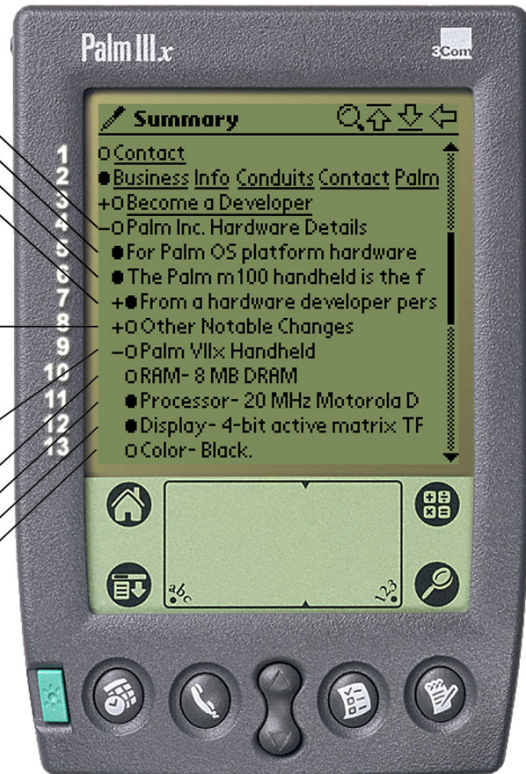 Palm IIIx
3Com
Summary
1 Contact
2 Business Info Conduits Contact Palm
3 +Become a Developer
4 –Palm Inc. Hardware Details
5 For Palm OS platform hardware
6 The Palm m100 handheld is the f
7 +From a hardware developer pers
8 +Other Notable Changes
9 –Palm VIIx Handheld
10 RAM- 8 MB DRAM
11 Processor- 20 MHz Motorola D
12 Display- 4-bit active matrix TF
13 Color- Black.
abc
123